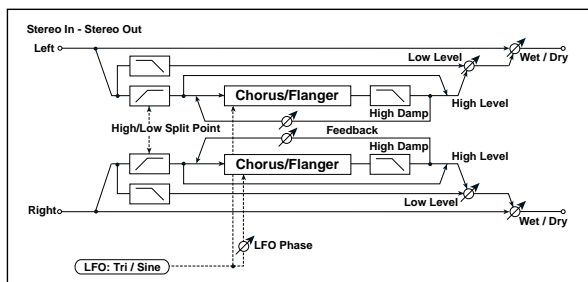 Stereo In - Stereo Out
Left
Wet / Dry
Low Level
Chorus/Flanger
High Damp
High Level
High/Low Split Point
Feedback
High Damp
Chorus/Flanger
High Level
Low Level
Right
Wet / Dry
LFO Phase
LFO: Tri / Sine